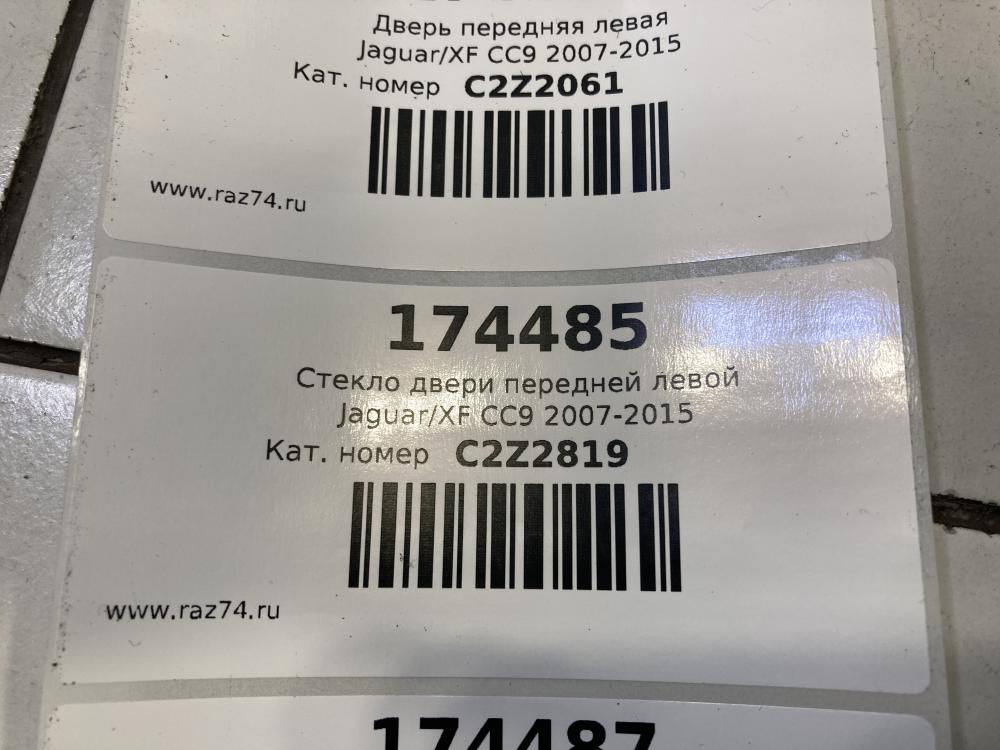 Дверь передняя левая
Jaguar/XF CC9 2007-2015
Кат. номер C2Z2061
www.raz74.ru
174485
Стекло двери передней левой
Jaguar/XF CC9 2007-2015
Кат. номер C2Z2819
www.raz74.ru
174487